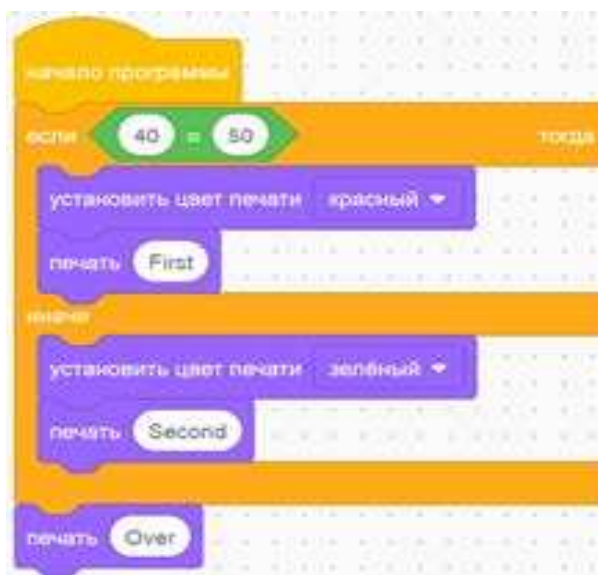 начало программы
если 40 = 50 тогда
установить цвет печати красный
печать First
иначе
установить цвет печати зелёный
печать Second
печать Over